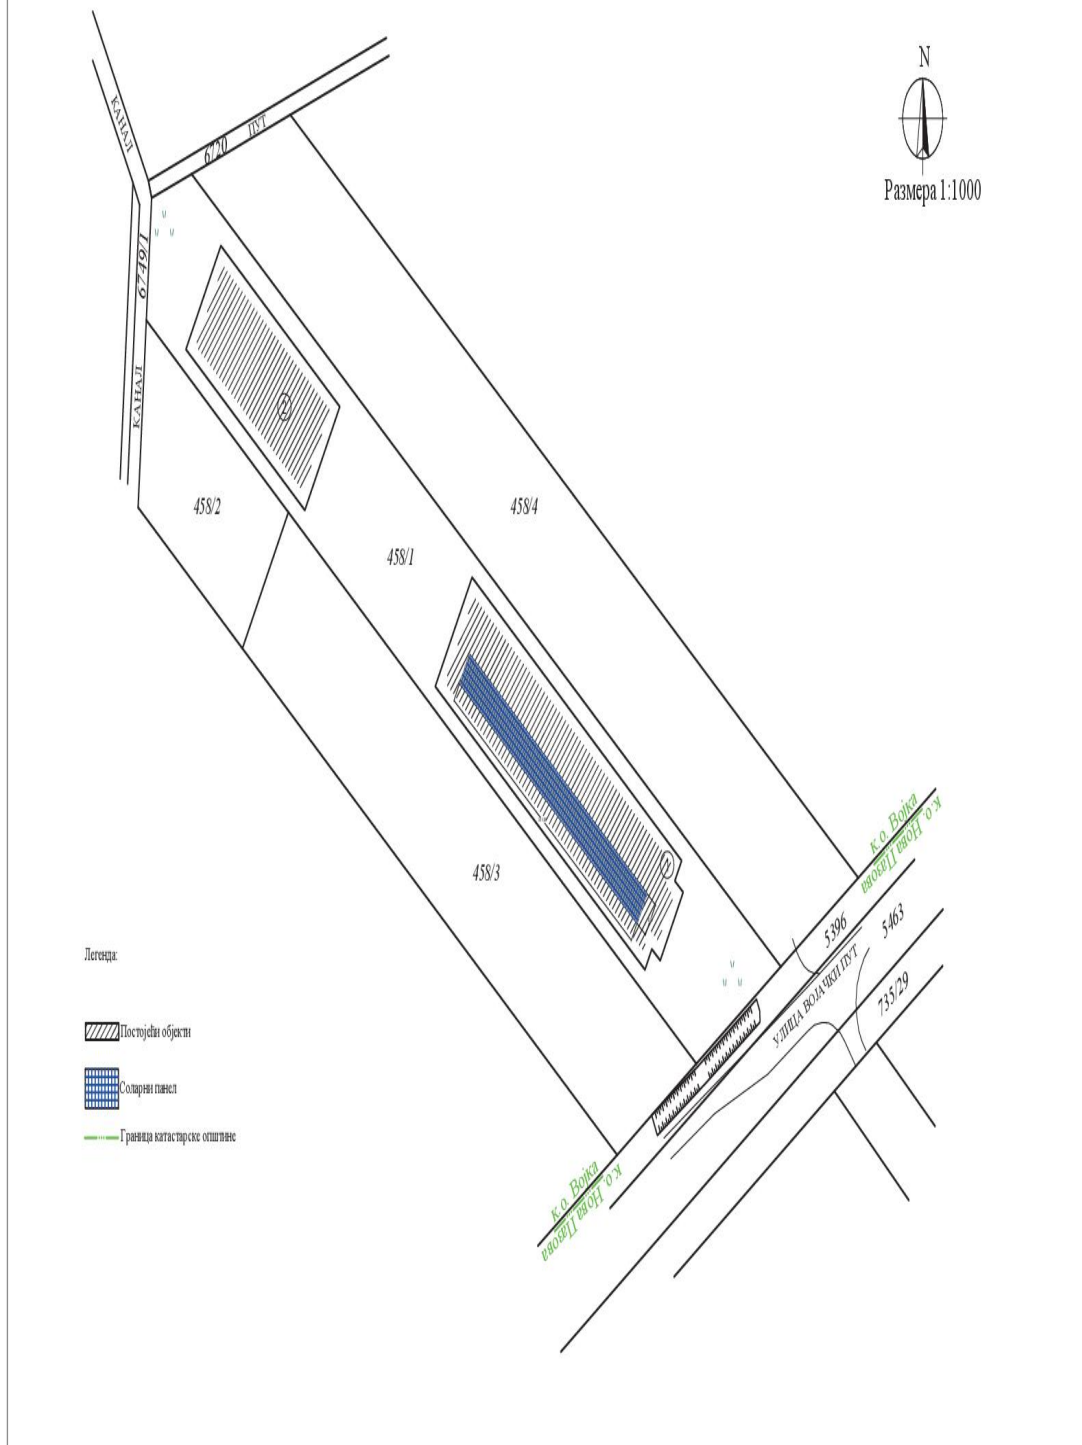 N
Размера 1:1000
КАНАЛ
6720 ПУТ
6749/1
КАНАЛ
2
458/2
458/4
458/1
1
458/3
к.о. Војка
к.о. Нова Пазова
5396
5463
УЛИЦА ВОЈАЧКИ ПУТ
735/29
Легенда:
Постојећи објекти
Соларни панел
Граница катастарске општине
к.о. Војка
к.о. Нова Пазова